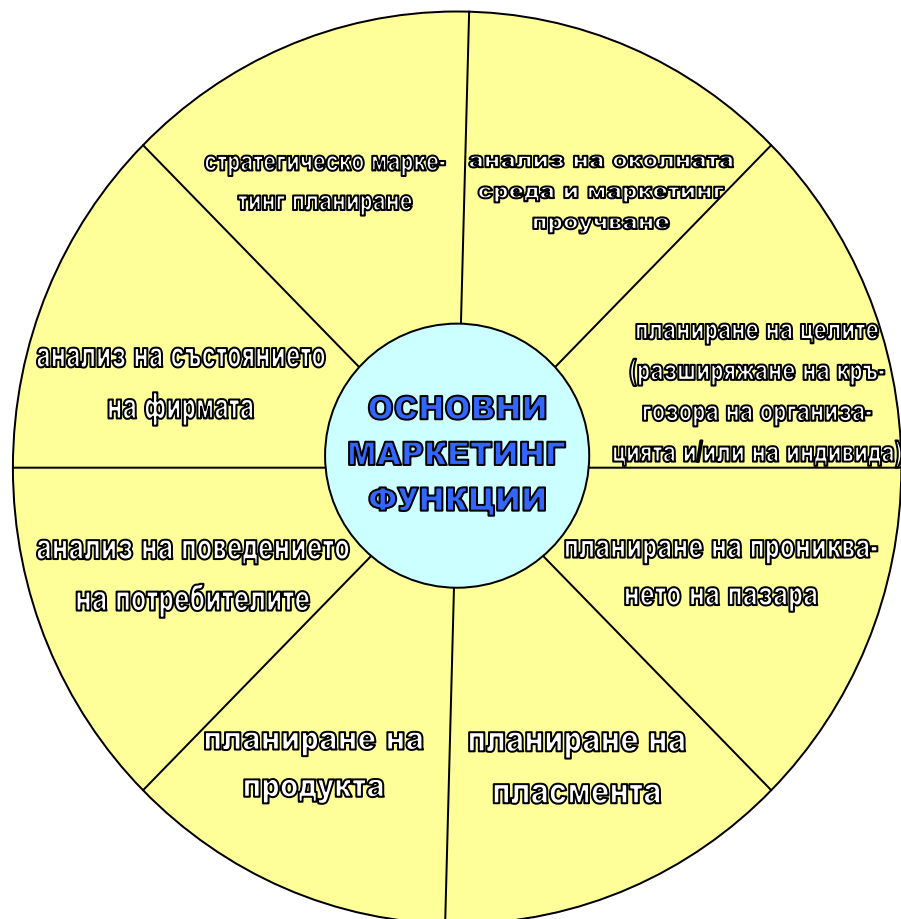 стратегическо марке-
тинг планиране
анализ на околната
среда и маркетинг
проучване
планиране на целите
(разширяжане на кръ-
гозора на организа-
цията и/или на индивида)
анализ на състоянието
на фирмата
ОСНОВНИ
МАРКЕТИНГ
ФУНКЦИИ
анализ на поведението
на потребителите
планиране на прониква-
нето на пазара
планиране на
продукта
планиране на
пласмента